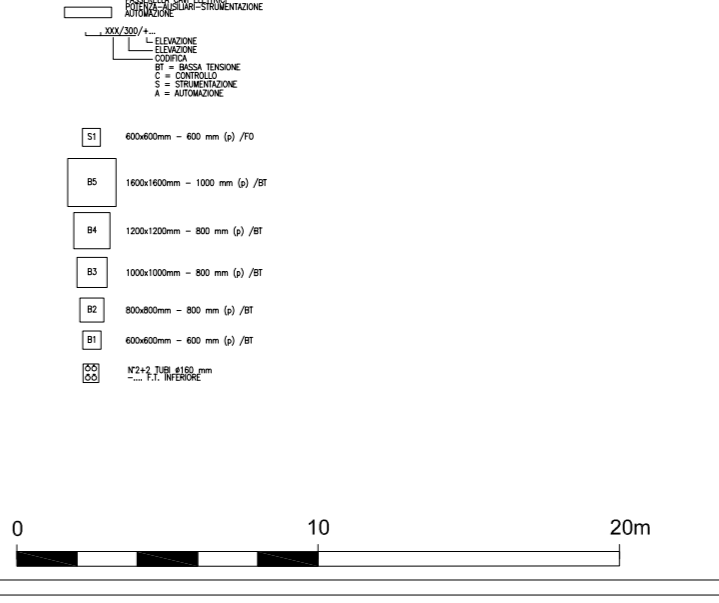 POTENZA-AUSILIARI-STRUMENTAZIONE
AUTOMAZIONE
XXX/300/+...
ELEVAZIONE
ELEVAZIONE
CODIFICA
BT = BASSA TENSIONE
C = CONTROLLO
S = STRUMENTAZIONE
A = AUTOMAZIONE
S1 600x600mm - 600 mm (p) /FO
B5 1600x1600mm - 1000 mm (p) /BT
B4 1200x1200mm - 800 mm (p) /BT
B3 1000x1000mm - 800 mm (p) /BT
B2 800x800mm - 800 mm (p) /BT
B1 600x600mm - 600 mm (p) /BT
N°2+2 TUBI ø160 mm
-.... F.T. INFERIORE
0 10 20m